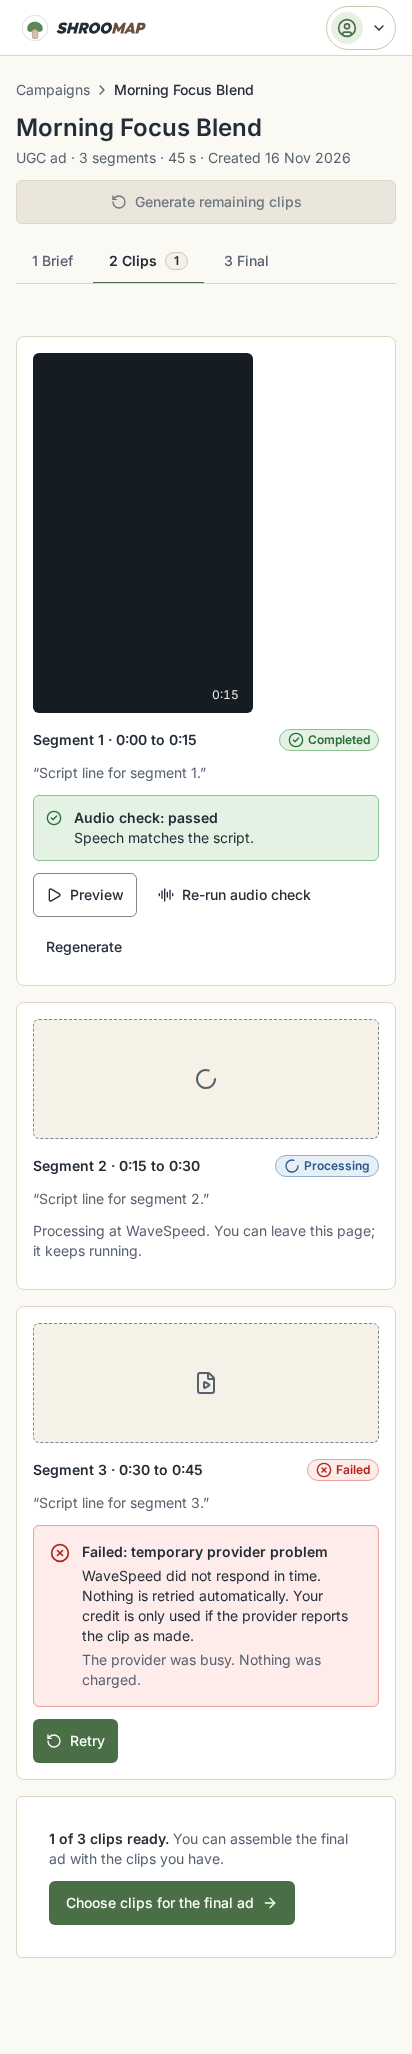 SHROOMAP
Campaigns > Morning Focus Blend
Morning Focus Blend
UGC ad · 3 segments · 45 s · Created 16 Nov 2026
Generate remaining clips
1 Brief
2 Clips 1
3 Final
0:15
Segment 1 · 0:00 to 0:15
Completed
“Script line for segment 1.”
Audio check: passed
Speech matches the script.
Preview
Re-run audio check
Regenerate
Segment 2 · 0:15 to 0:30
Processing
“Script line for segment 2.”
Processing at WaveSpeed. You can leave this page;
it keeps running.
Segment 3 · 0:30 to 0:45
Failed
“Script line for segment 3.”
Failed: temporary provider problem
WaveSpeed did not respond in time.
Nothing is retried automatically. Your
credit is only used if the provider reports
the clip as made.
The provider was busy. Nothing was
charged.
Retry
1 of 3 clips ready. You can assemble the final
ad with the clips you have.
Choose clips for the final ad →